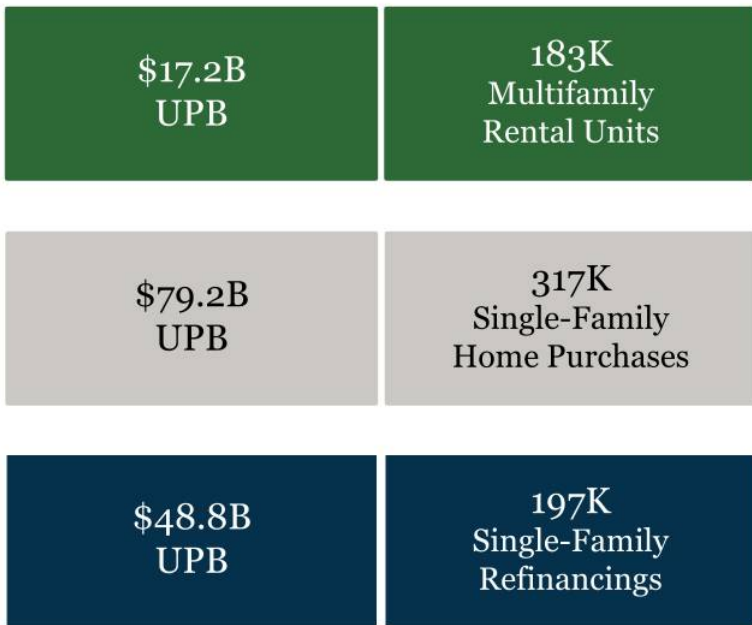 $17.2B
UPB
183K
Multifamily
Rental Units
$79.2B
UPB
317K
Single-Family
Home Purchases
$48.8B
UPB
197K
Single-Family
Refinancings